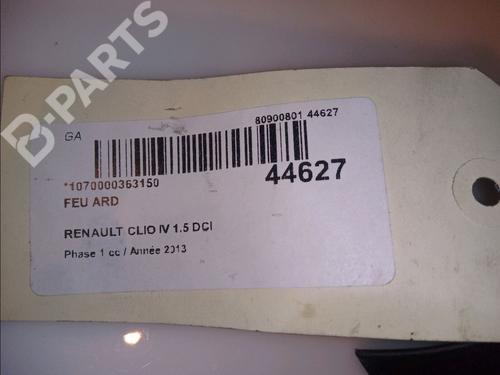 B-PARTS
GA
80900801 44627
*1070000363150
44627
FEU ARD
RENAULT CLIO IV 1.5 DCI
Phase 1 cc / Année 2013